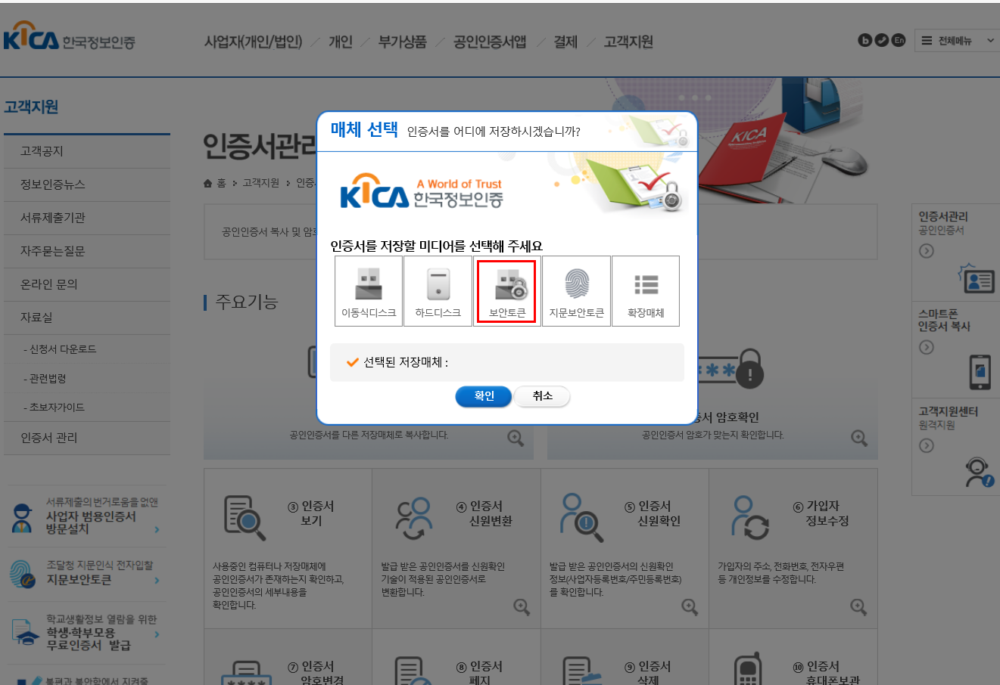 KICA 한국정보인증
사업자(개인/법인)
개인
부가상품
공인인증서앱
결제
고객지원
b
En
전체메뉴
고객지원
고객공지
정보인증뉴스
서류제출기관
자주묻는질문
온라인 문의
자료실
- 신청서 다운로드
- 관련법령
- 초보자가이드
인증서 관리
서류제출의 번거로움을 없앤
사업자 범용인증서
방문설치
조달청 지문인식 전자입찰
지문보안토큰
학교생활정보 열람을 위한
학생·학부모용
무료인증서 발급
불편과 불안함에서 지켜줄
인증서관리
홈 > 고객지원 > 인증
공인인증서 복사 및 암호
KICA
KICA
주요기능
매체 선택 인증서를 어디에 저장하시겠습니까?
KICA A World of Trust
한국정보인증
인증서를 저장할 미디어를 선택해 주세요
이동식디스크
하드디스크
보안토큰
지문보안토큰
확장매체
선택된 저장매체 :
확인
취소
공인인증서를 다른 저장매체로 복사합니다.
증서 암호확인
공인인증서 암호가 맞는지 확인합니다.
③ 인증서
보기
사용중인 컴퓨터나 저장매체에
공인인증서가 존재하는지 확인하고,
공인인증서의 세부내용을
확인합니다.
④ 인증서
신원변환
발급 받은 공인인증서를 신원확인
기술이 적용된 공인인증서로
변환합니다.
⑤ 인증서
신원확인
발급 받은 공인인증서의 신원확인
정보(사업자등록번호/주민등록번호)
를 확인합니다.
⑥ 가입자
정보수정
가입자의 주소, 전화번호, 전자우편
등 개인정보를 수정합니다.
⑦ 인증서
암호변경
⑧ 인증서
폐지
⑨ 인증서
삭제
⑩ 인증서
휴대폰보관
인증서관리
공인인증서
스마트폰
인증서 복사
고객지원센터
원격지원